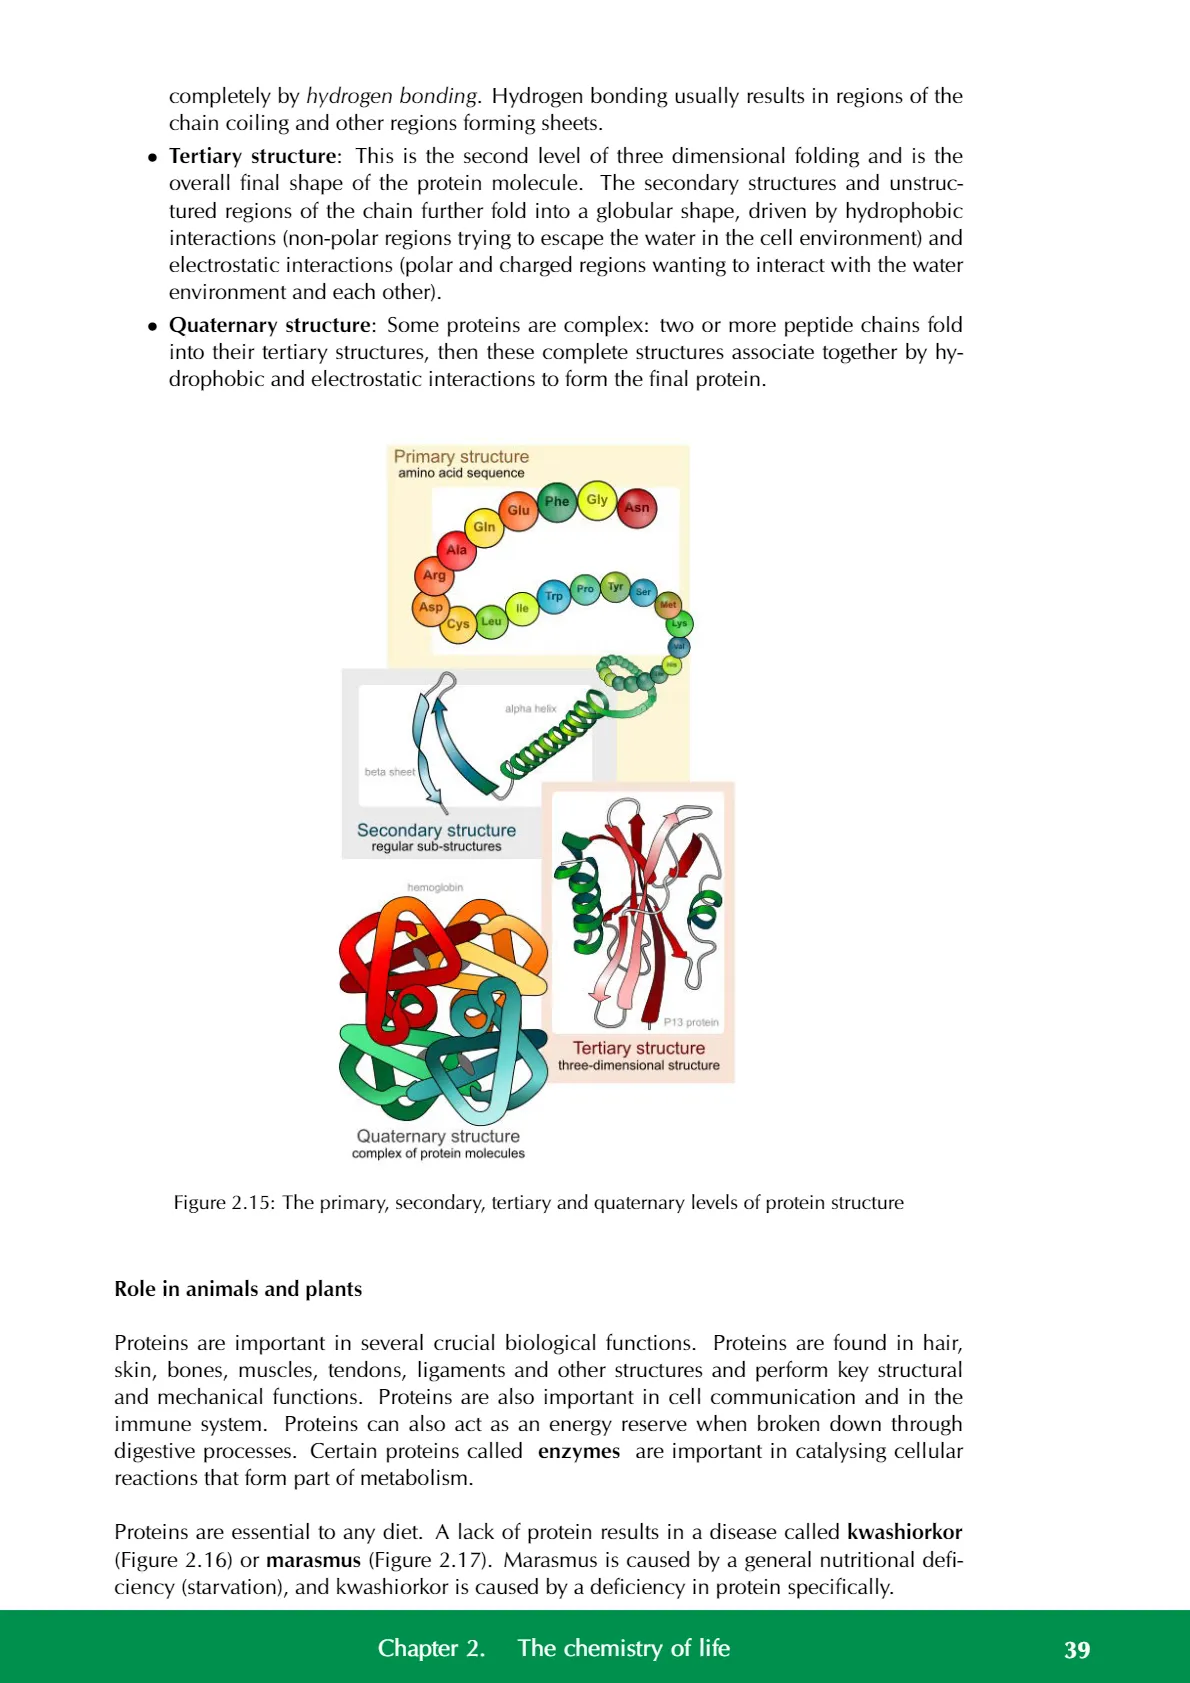 completely by hydrogen bonding. Hydrogen bonding usually results in regions of the
chain coiling and other regions forming sheets.
• Tertiary structure: This is the second level of three dimensional folding and is the
overall final shape of the protein molecule. The secondary structures and unstruc-
tured regions of the chain further fold into a globular shape, driven by hydrophobic
interactions (non-polar regions trying to escape the water in the cell environment) and
electrostatic interactions (polar and charged regions wanting to interact with the water
environment and each other).
• Quaternary structure: Some proteins are complex: two or more peptide chains fold
into their tertiary structures, then these complete structures associate together by hy-
drophobic and electrostatic interactions to form the final protein.
Primary structure
amino acid sequence
Asn
Gly
Phe
Glu
Gln
Ala
Arg
Asp
Cys
Leu
Ile
Trp
Pro
Tyr
Ser
Met
Lys
Val
alpha helix
beta sheet
Secondary structure
regular sub-structures
P13 protein
Tertiary structure
three-dimensional structure
hemoglobin
Quaternary structure
complex of protein molecules
Figure 2.15: The primary, secondary, tertiary and quaternary levels of protein structure
Role in animals and plants
Proteins are important in several crucial biological functions. Proteins are found in hair,
skin, bones, muscles, tendons, ligaments and other structures and perform key structural
and mechanical functions. Proteins are also important in cell communication and in the
immune system. Proteins can also act as an energy reserve when broken down through
digestive processes. Certain proteins called enzymes are important in catalysing cellular
reactions that form part of metabolism.
Proteins are essential to any diet. A lack of protein results in a disease called kwashiorkor
(Figure 2.16) or marasmus (Figure 2.17). Marasmus is caused by a general nutritional defi-
ciency (starvation), and kwashiorkor is caused by a deficiency in protein specifically.
Chapter 2. The chemistry of life
39